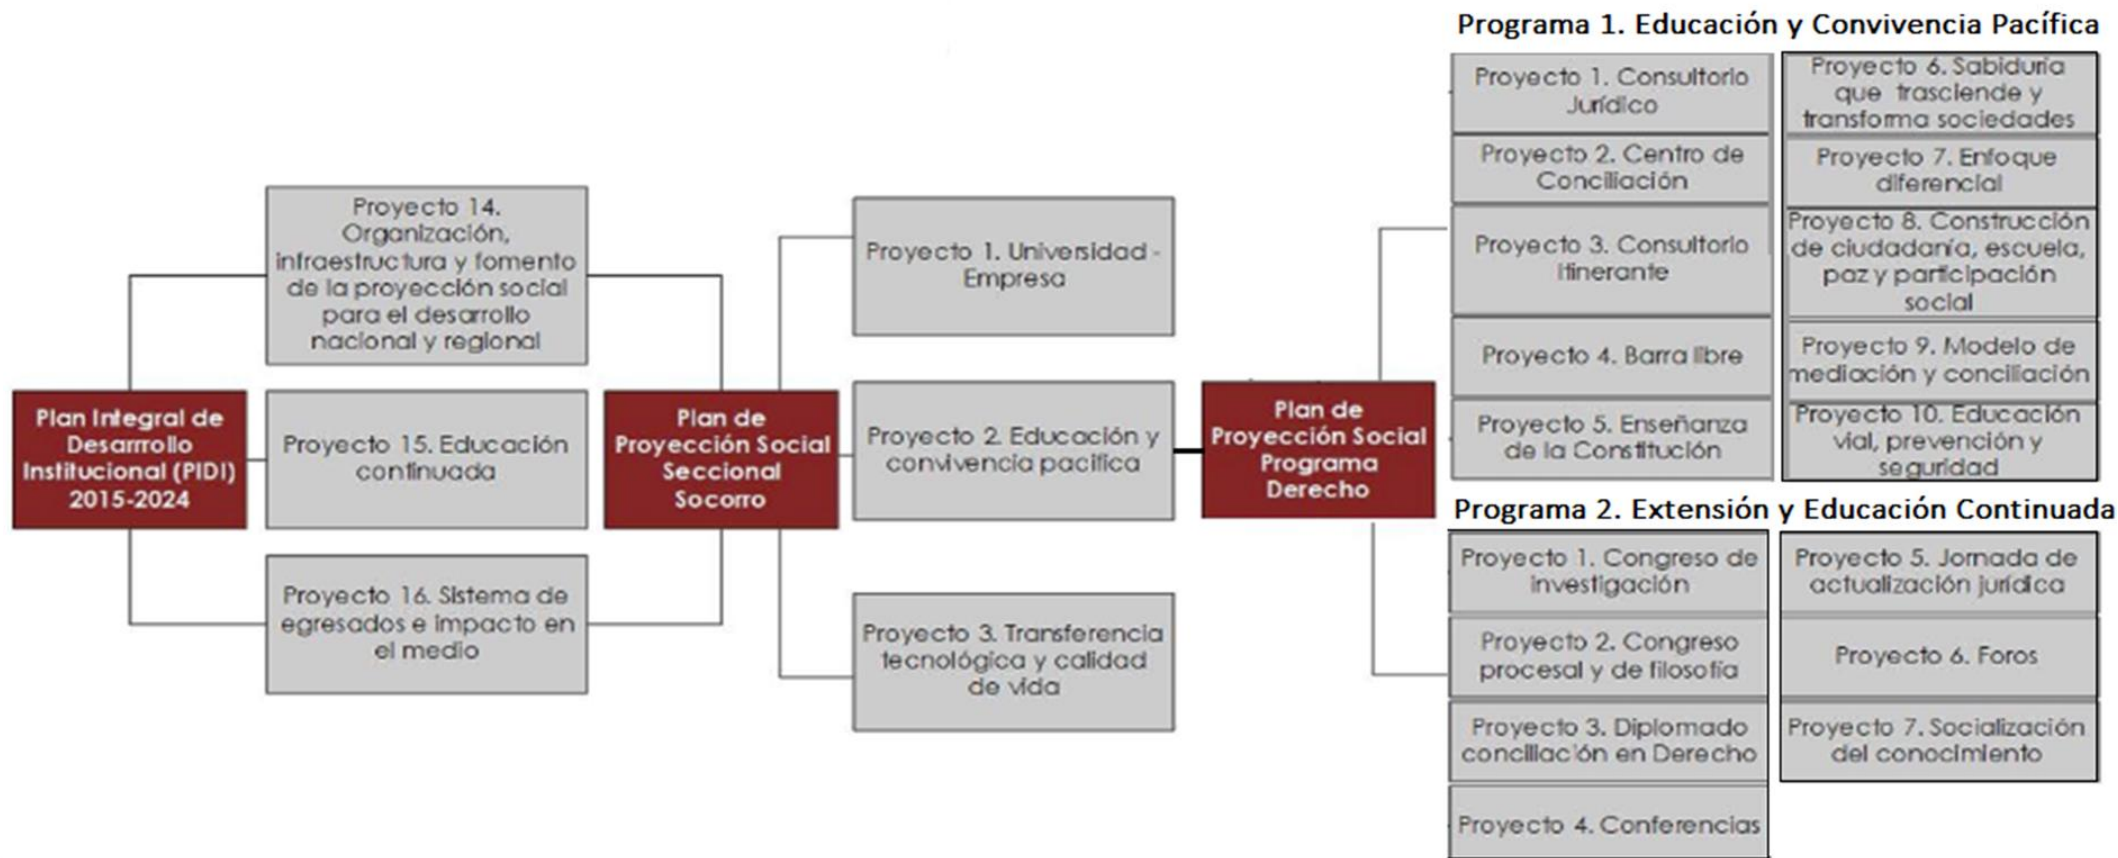 Plan Integral de
Desarrrollo
Institucional (PIDI)
2015-2024
Proyecto 14.
Organización,
infraestructura y fomento
de la proyección social
para el desarrollo
nacional y regional
Proyecto 15. Educación
continuada
Proyecto 16. Sistema de
egresados e impacto en
el medio
Plan de
Proyección Social
Seccional
Socorro
Proyecto 1. Universidad -
Empresa
Proyecto 2. Educación y
convivencia pacifica
Proyecto 3. Transferencia
tecnológica y calidad
de vida
Plan de
Proyección Social
Programa
Derecho
Programa 1. Educación y Convivencia Pacífica
Proyecto 1. Consultorio
Jurídico
Proyecto 2. Centro de
Conciliación
Proyecto 3. Consultorio
Itinerante
Proyecto 4. Barra libre
Proyecto 5. Enseñanza
de la Constitución
Proyecto 6. Sabiduría
que trasciende y
transforma sociedades
Proyecto 7. Enfoque
diferencial
Proyecto 8. Construcción
de ciudadanía, escuela,
paz y participación
social
Proyecto 9. Modelo de
mediación y conciliación
Proyecto 10. Educación
vial, prevención y
seguridad
Programa 2. Extensión y Educación Continuada
Proyecto 1. Congreso de
investigación
Proyecto 2. Congreso
procesal y de filosofía
Proyecto 3. Diplomado
conciliación en Derecho
Proyecto 4. Conferencias
Proyecto 5. Jornada de
actualización jurídica
Proyecto 6. Foros
Proyecto 7. Socialización
del conocimiento